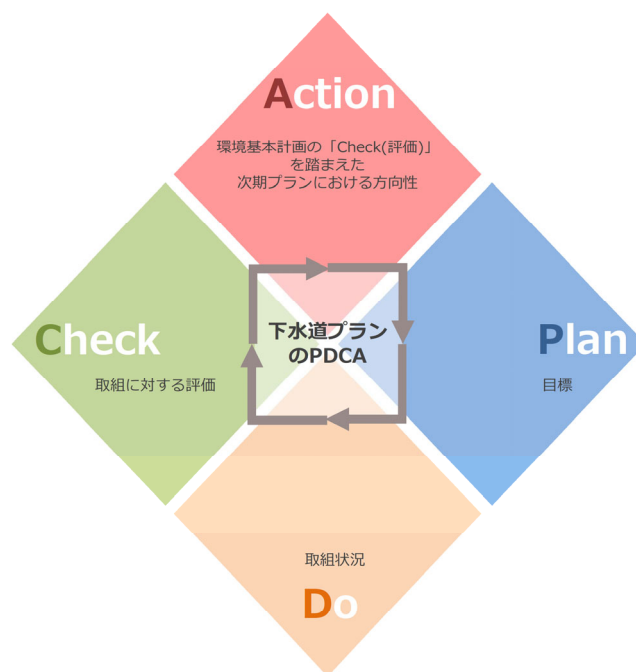 Action
環境基本計画の「Check(評価)」
を踏まえた
次期プランにおける方向性
Check
取組に対する評価
下水道プラン
のPDCA
Plan
目標
取組状況
Do